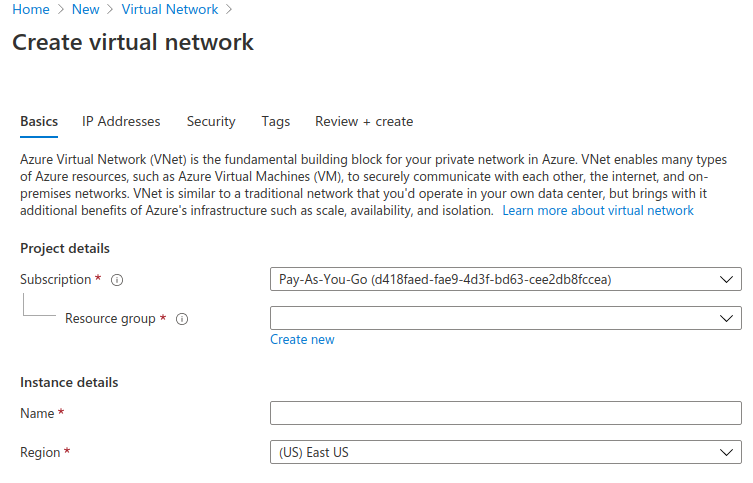 Home > New > Virtual Network >
Create virtual network
Basics IP Addresses Security Tags Review + create
Azure Virtual Network (VNet) is the fundamental building block for your private network in Azure. VNet enables many types
of Azure resources, such as Azure Virtual Machines (VM), to securely communicate with each other, the internet, and on-
premises networks. VNet is similar to a traditional network that you'd operate in your own data center, but brings with it
additional benefits of Azure's infrastructure such as scale, availability, and isolation. Learn more about virtual network
Project details
Subscription * Pay-As-You-Go (d418faed-fae9-4d3f-bd63-cee2db8fccea)
Resource group *
Create new
Instance details
Name *
Region * (US) East US